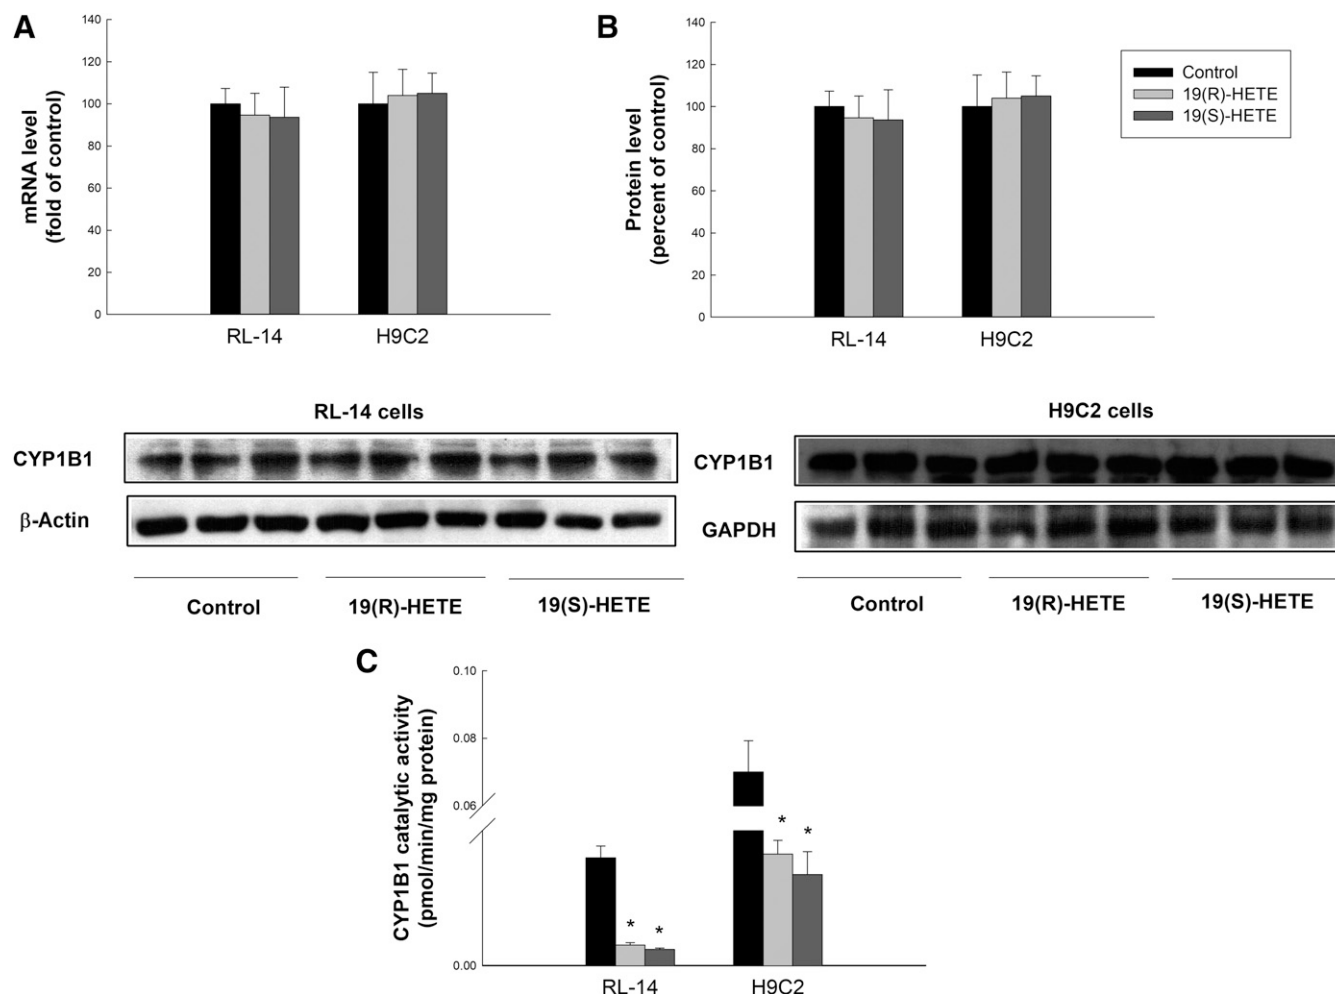 A
mRNA level
(fold of control)
140
120
100
80
60
40
20
0
RL-14
H9C2
B
Protein level
(percent of control)
140
120
100
80
60
40
20
0
RL-14
H9C2
Control
19(R)-HETE
19(S)-HETE
RL-14 cells
CYP1B1
β-Actin
Control
19(R)-HETE
19(S)-HETE
H9C2 cells
CYP1B1
GAPDH
Control
19(R)-HETE
19(S)-HETE
C
CYP1B1 catalytic activity
(pmol/min/mg protein)
0.10
0.08
0.06
0.00
* *
* *
RL-14
H9C2